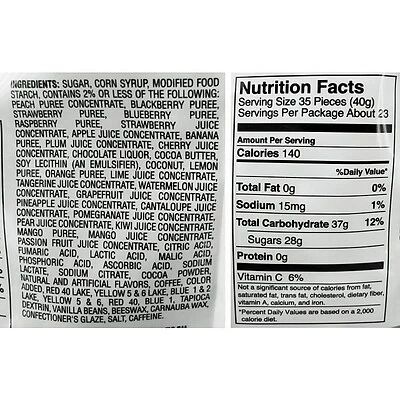 INGREDIENTS: SUGAR, CORN SYRUP, MODIFIED FOOD
STARCH, CONTAINS 2% OR LESS OF THE FOLLOWING:
PEACH PUREE CONCENTRATE, BLACKBERRY PUREE,
STRAWBERRY PUREE, BLUEBERRY PUREE,
RASPBERRY PUREE, STRAWBERRY JUICE
CONCENTRATE, APPLE JUICE CONCENTRATE, BANANA
PUREE, PLUM JUICE CONCENTRATE, CHERRY JUICE
CONCENTRATE, CHOCOLATE LIQUOR, COCOA BUTTER,
SOY LECITHIN (AN EMULSIFIER), COCONUT, LEMON
PUREE, ORANGE PUREE, LIME JUICE CONCENTRATE,
TANGERINE JUICE CONCENTRATE, WATERMELON JUICE
CONCENTRATE, GRAPEFRUIT JUICE CONCENTRATE,
PINEAPPLE JUICE CONCENTRATE, CANTALOUPE JUICE
CONCENTRATE, POMEGRANATE JUICE CONCENTRATE,
PEAR JUICE CONCENTRATE, KIWI JUICE CONCENTRATE,
MANGO PUREE, MANGO JUICE CONCENTRATE,
PASSION FRUIT JUICE CONCENTRATE, CITRIC ACID,
FUMARIC ACID, LACTIC ACID, MALIC ACID,
PHOSPHORIC ACID, ASCORBIC ACID, SODIUM
LACTATE, SODIUM CITRATE, COCOA POWDER,
NATURAL AND ARTIFICIAL FLAVORS, COFFEE, COLOR
ADDED, RED 40 LAKE, YELLOW 5 & 6 LAKE, BLUE 1 & 2
LAKE, YELLOW 5 & 6, RED 40, BLUE 1, TAPIOCA
DEXTRIN, VANILLA BEANS, BEESWAX, CARNAUBA WAX,
CONFECTIONER'S GLAZE, SALT, CAFFEINE.
Nutrition Facts
Serving Size 35 Pieces (40g)
Servings Per Package About 23
Amount Per Serving
Calories 140
%Daily Value*
Total Fat 0g 0%
Sodium 15mg 1%
Total Carbohydrate 37g 12%
Sugars 28g
Protein 0g
Vitamin C 6%
Not a significant source of calories from fat,
saturated fat, trans fat, cholesterol, dietary fiber,
vitamin A, calcium, and iron.
*Percent Daily Values are based on a 2,000
calorie diet.